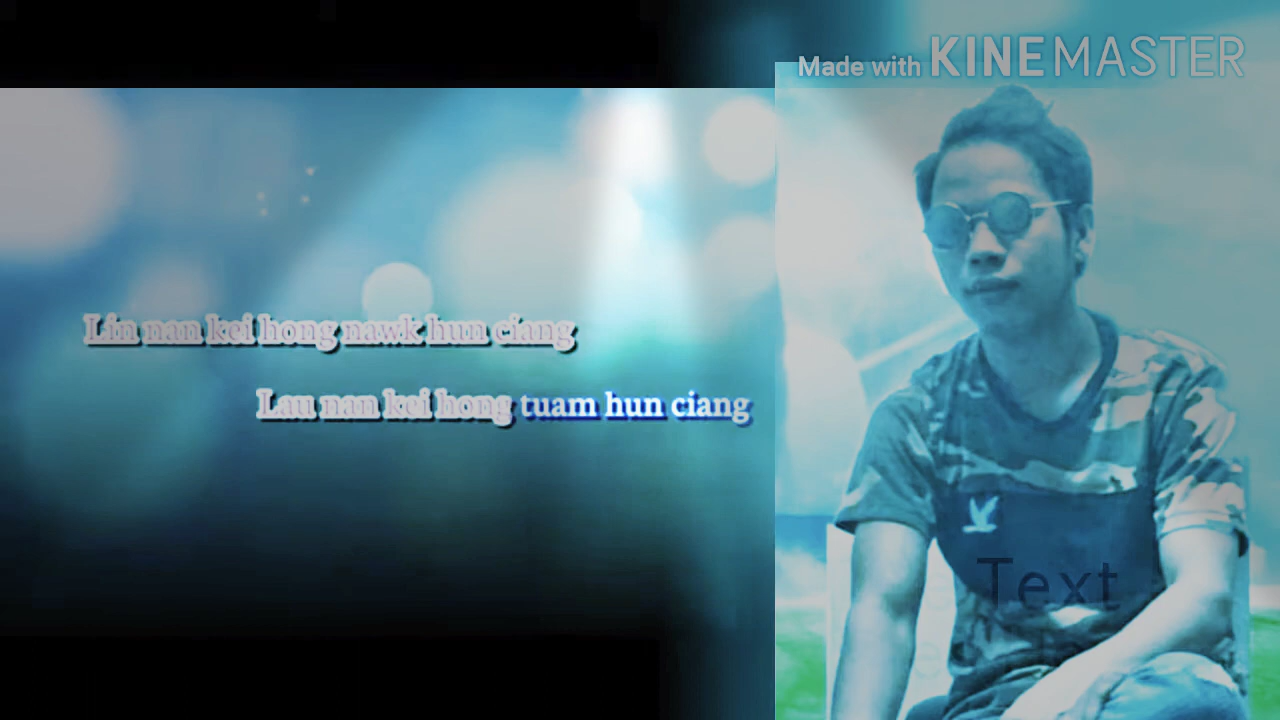 Made with KINEMASTER
Lin nan kei hong nawk hun ciang
Lau nan kei hong tuam hun ciang
Text